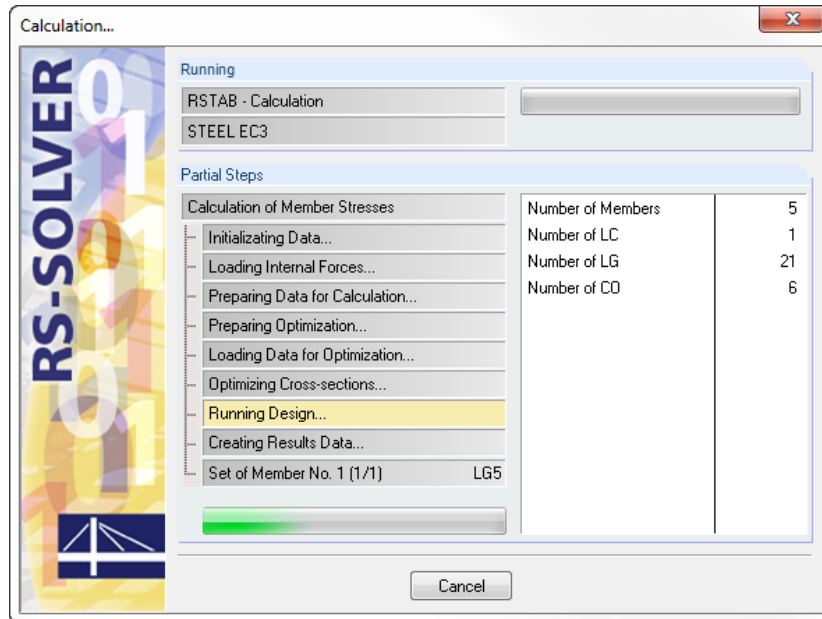 Calculation...
RS-SOLVER
Running
RSTAB - Calculation
STEEL EC3
Partial Steps
Calculation of Member Stresses
Initializating Data...
Loading Internal Forces...
Preparing Data for Calculation...
Preparing Optimization...
Loading Data for Optimization...
Optimizing Cross-sections...
Running Design...
Creating Results Data...
Set of Member No. 1 (1/1) LG5
Number of Members 5
Number of LC 1
Number of LG 21
Number of CO 6
Cancel